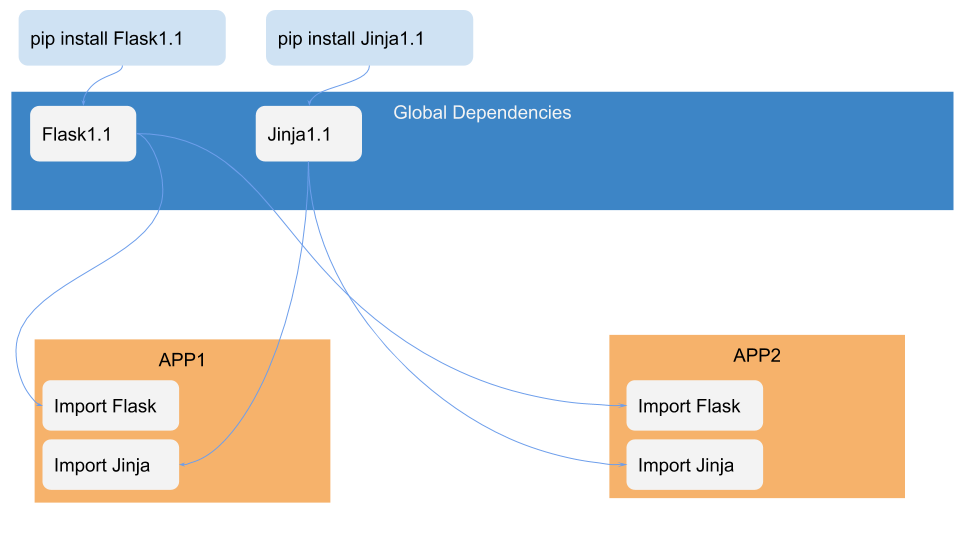 pip install Flask1.1
pip install Jinja1.1
Global Dependencies
Flask1.1
Jinja1.1
APP1
Import Flask
Import Jinja
APP2
Import Flask
Import Jinja